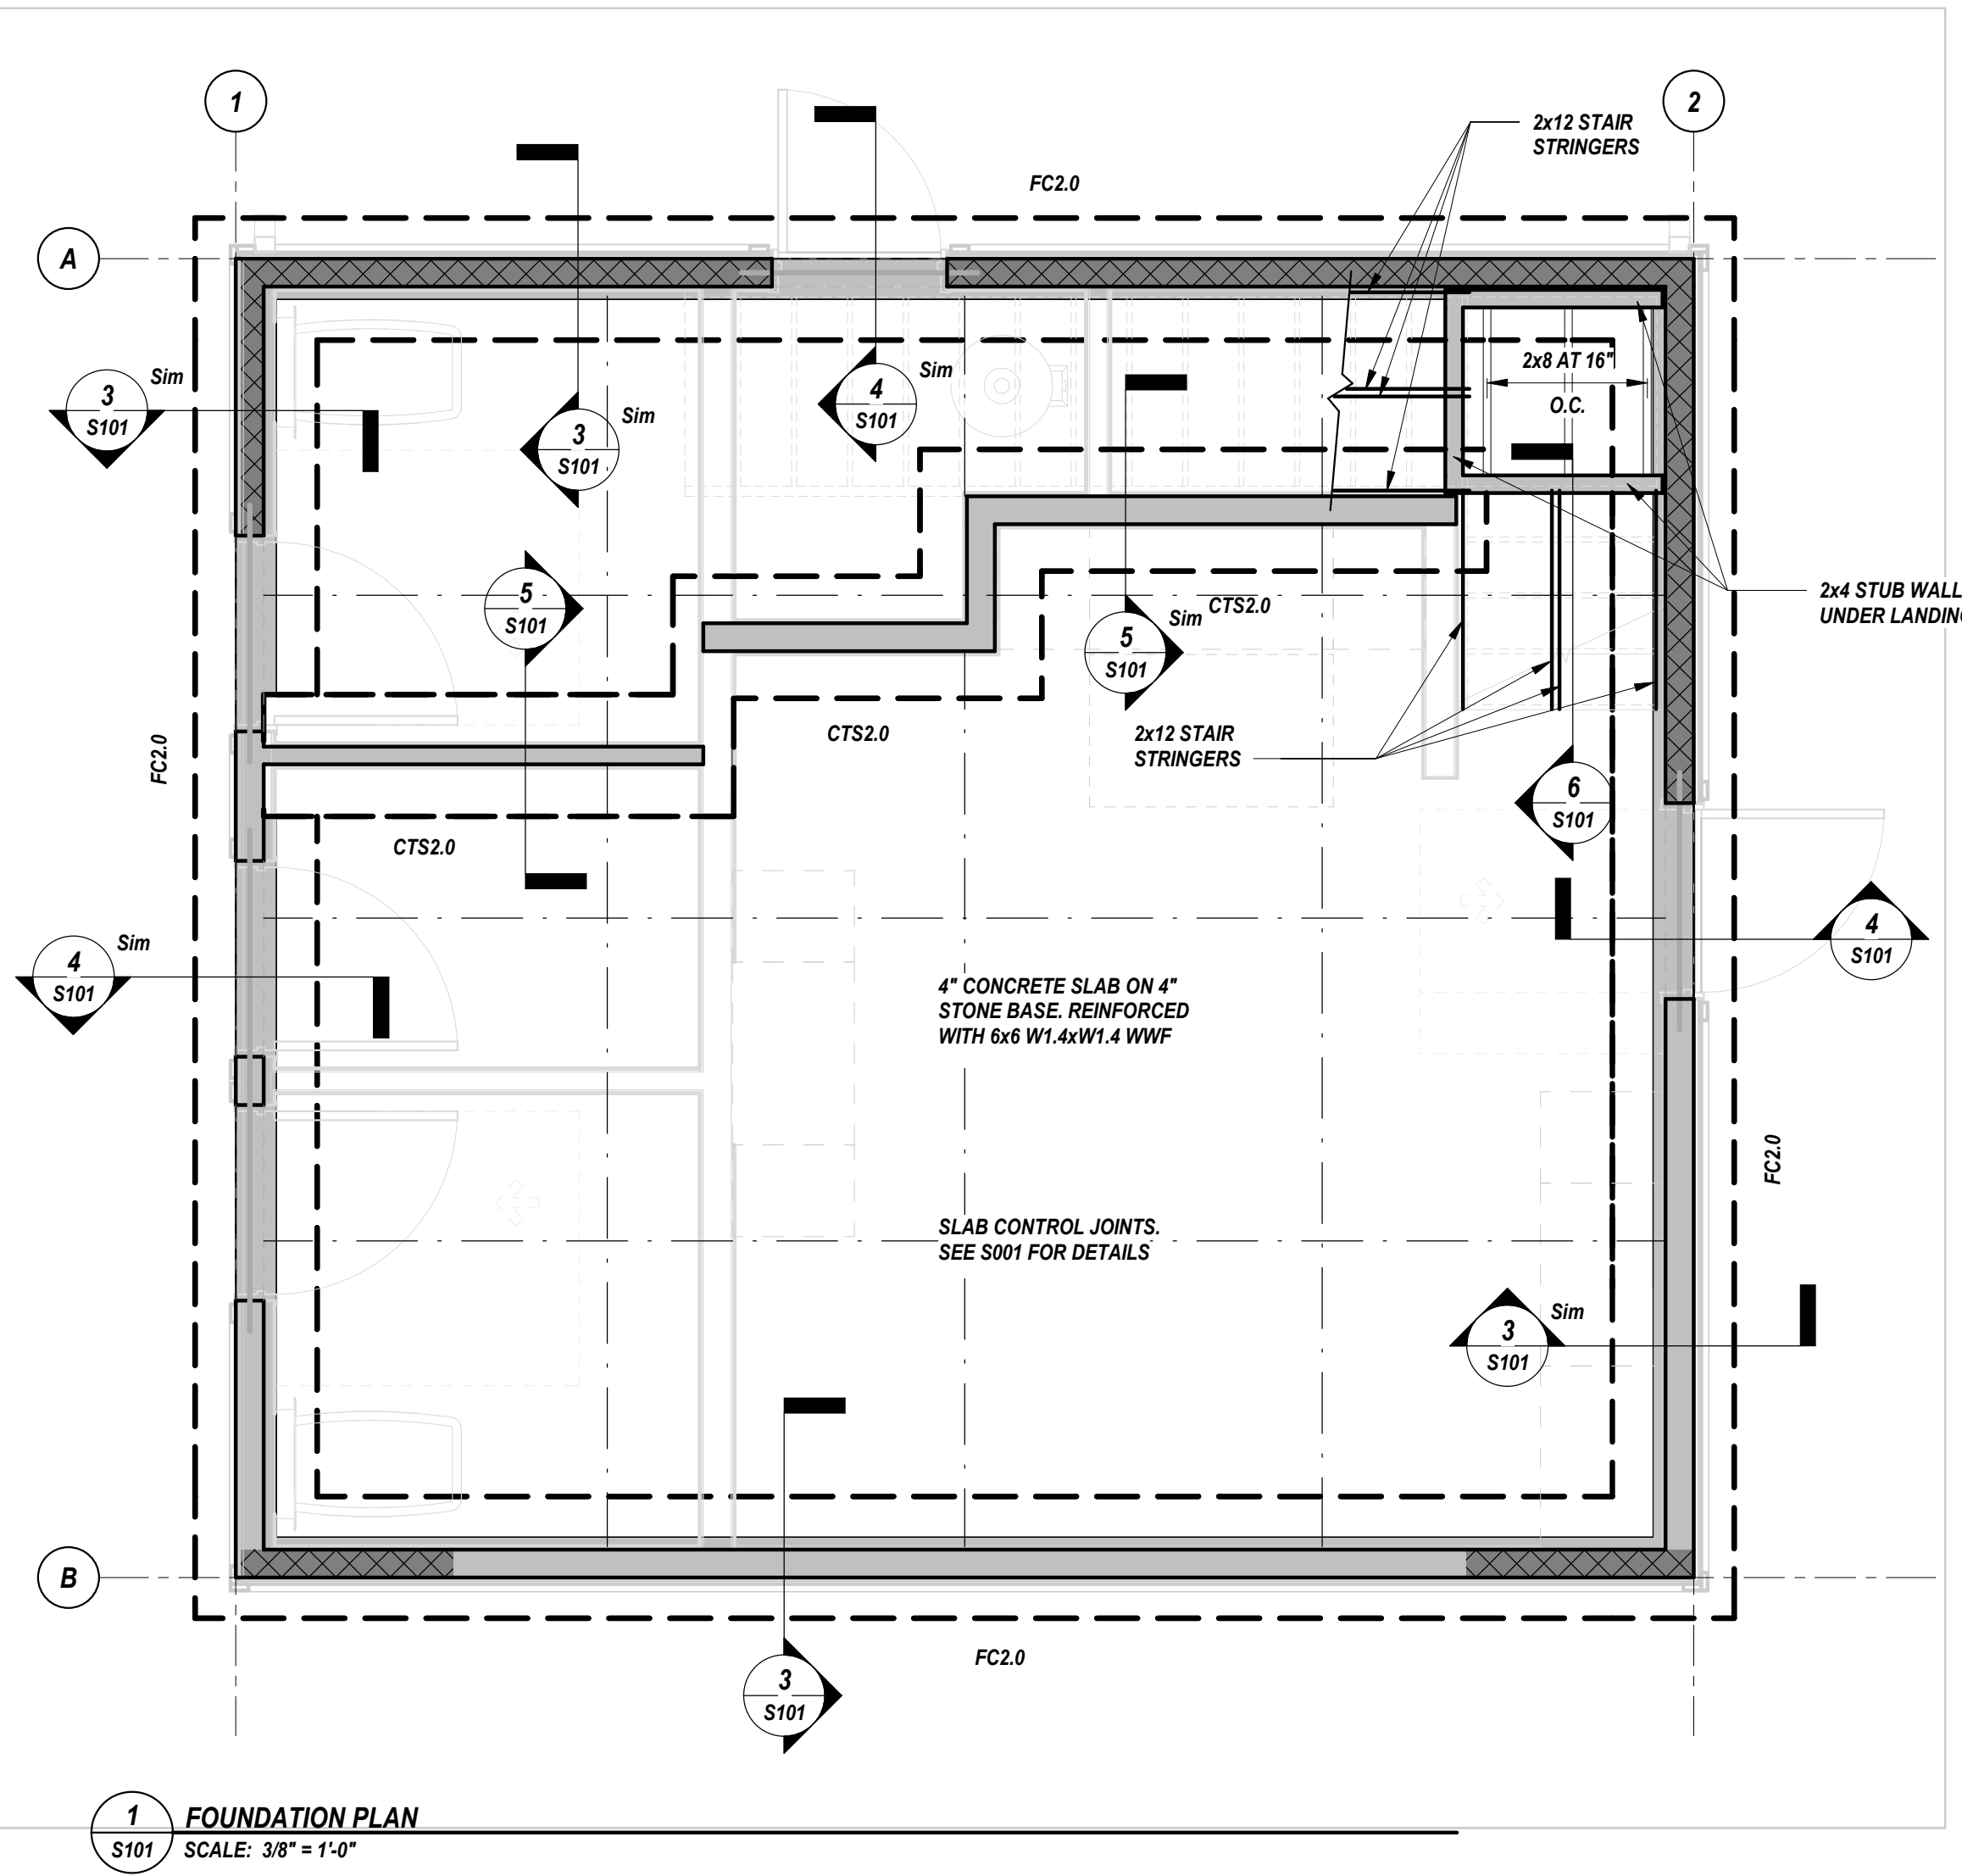 1
2
2x12 STAIR
STRINGERS
FC2.0
A
2x8 AT 16"
O.C.
3
S101
Sim
3
S101
Sim
4
S101
Sim
5
S101
5
S101
Sim
CTS2.0
2x4 STUB WALL
UNDER
CTS2.0
2x12 STAIR
STRINGERS
FC2.0
6
S101
CTS2.0
4
S101
Sim
4
S101
4" CONCRETE SLAB ON 4"
STONE BASE. REINFORCED
WITH 6x6 W1.4xW1.4 WWF
FC2.0
SLAB CONTROL JOINTS.
SEE S001 FOR DETAILS
3
S101
Sim
B
FC2.0
3
S101
1
S101
FOUNDATION PLAN
SCALE: 3/8" = 1'-0"